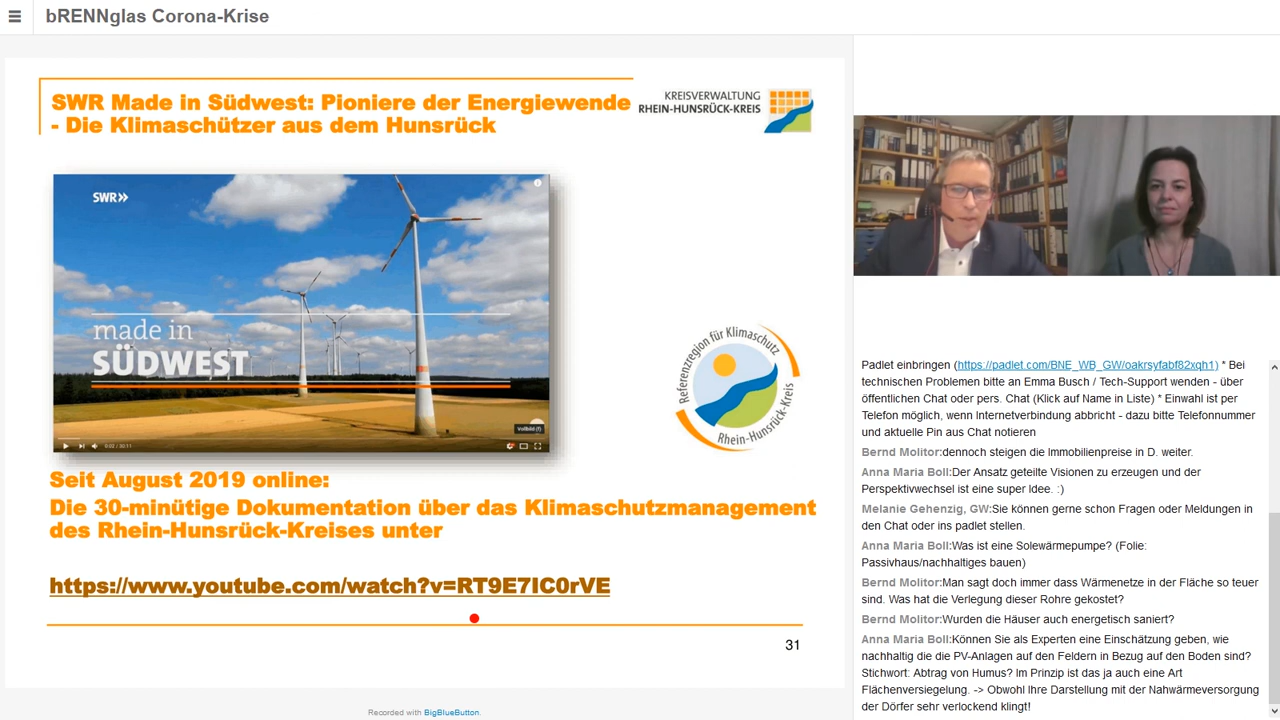 bRENNglas Corona-Krise
SWR Made in Südwest: Pioniere der Energiewende
- Die Klimaschützer aus dem Hunsrück
KREISVERWALTUNG
RHEIN-HUNSRÜCK-KREIS
SWR»
made in
SÜDWEST
Vollbild (f)
0:02 / 30:11
Referenzregion für Klimaschutz
Rhein-Hunsrück-Kreis
Seit August 2019 online:
Die 30-minütige Dokumentation über das Klimaschutzmanagement
des Rhein-Hunsrück-Kreises unter
https://www.youtube.com/watch?v=RT9E7IC0rVE
31
Recorded with BigBlueButton.
Padlet einbringen (https://padlet.com/BNE_WB_GW/oakrsyfabf82xqh1) * Bei
technischen Problemen bitte an Emma Busch / Tech-Support wenden - über
öffentlichen Chat oder pers. Chat (Klick auf Name in Liste) * Einwahl ist per
Telefon möglich, wenn Internetverbindung abbricht - dazu bitte Telefonnummer
und aktuelle Pin aus Chat notieren
Bernd Molitor:dennoch steigen die Immobilienpreise in D. weiter.
Anna Maria Boll:Der Ansatz geteilte Visionen zu erzeugen und der
Perspektivwechsel ist eine super Idee. :)
Melanie Gehenzig, GW:Sie können gerne schon Fragen oder Meldungen in
den Chat oder ins padlet stellen.
Anna Maria Boll:Was ist eine Solewärmepumpe? (Folie:
Passivhaus/nachhaltiges bauen)
Bernd Molitor:Man sagt doch immer dass Wärmenetze in der Fläche so teuer
sind. Was hat die Verlegung dieser Rohre gekostet?
Bernd Molitor:Wurden die Häuser auch energetisch saniert?
Anna Maria Boll:Können Sie als Experten eine Einschätzung geben, wie
nachhaltig die die PV-Anlagen auf den Feldern in Bezug auf den Boden sind?
Stichwort: Abtrag von Humus? Im Prinzip ist das ja auch eine Art
Flächenversiegelung. -> Obwohl Ihre Darstellung mit der Nahwärmeversorgung
der Dörfer sehr verlockend klingt!